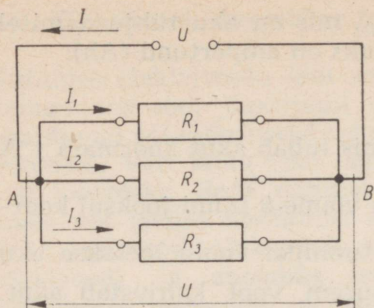 I U
I₁ R₁
I₂ R₂
A B
I₃ R₃
U